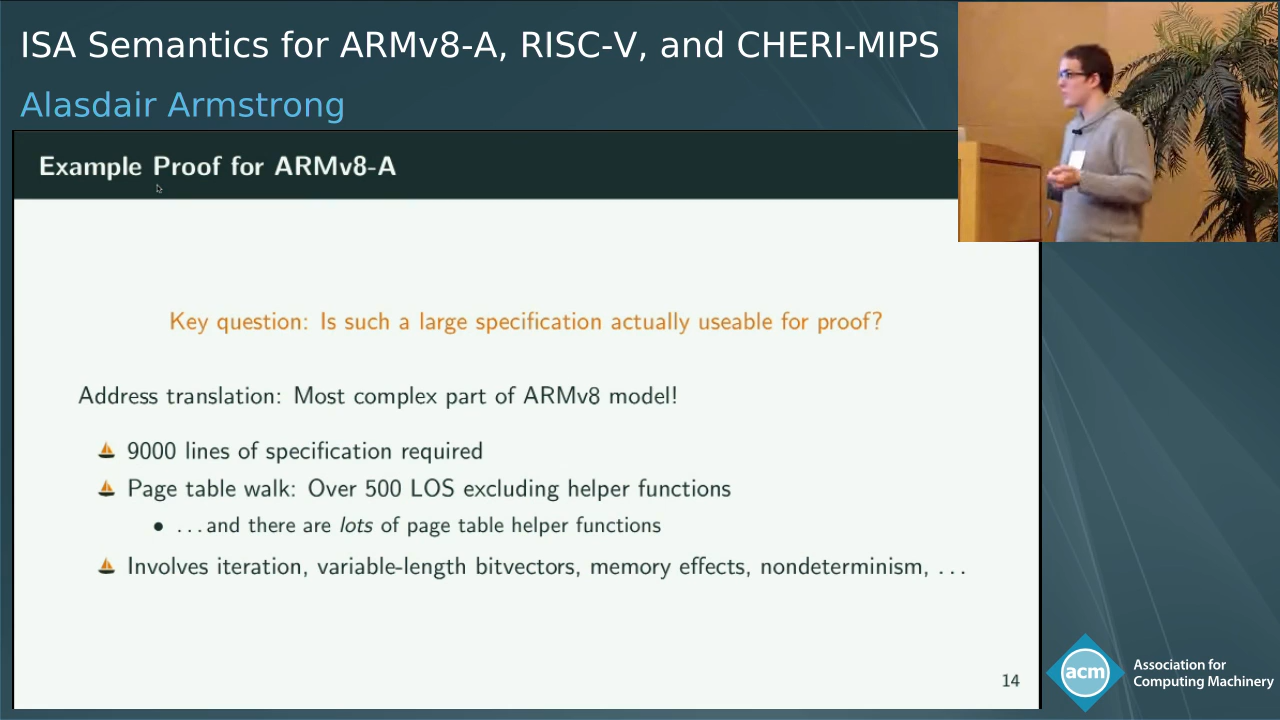 ISA Semantics for ARMv8-A, RISC-V, and CHERI-MIPS
Alasdair Armstrong
Example Proof for ARMv8-A
Key question: Is such a large specification actually useable for proof?
Address translation: Most complex part of ARMv8 model!
9000 lines of specification required
Page table walk: Over 500 LOS excluding helper functions
• ...and there are lots of page table helper functions
Involves iteration, variable-length bitvectors, memory effects, nondeterminism, ...
14
acm
Association for
Computing Machinery